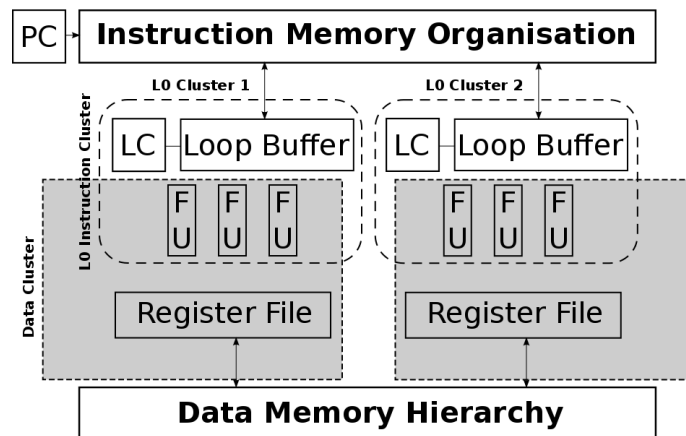 PC
Instruction Memory Organisation
L0 Cluster 1
L0 Cluster 2
L0 Instruction Cluster
LC
Loop Buffer
LC
Loop Buffer
F
U
F
U
F
U
F
U
F
U
F
U
Data Cluster
Register File
Register File
Data Memory Hierarchy